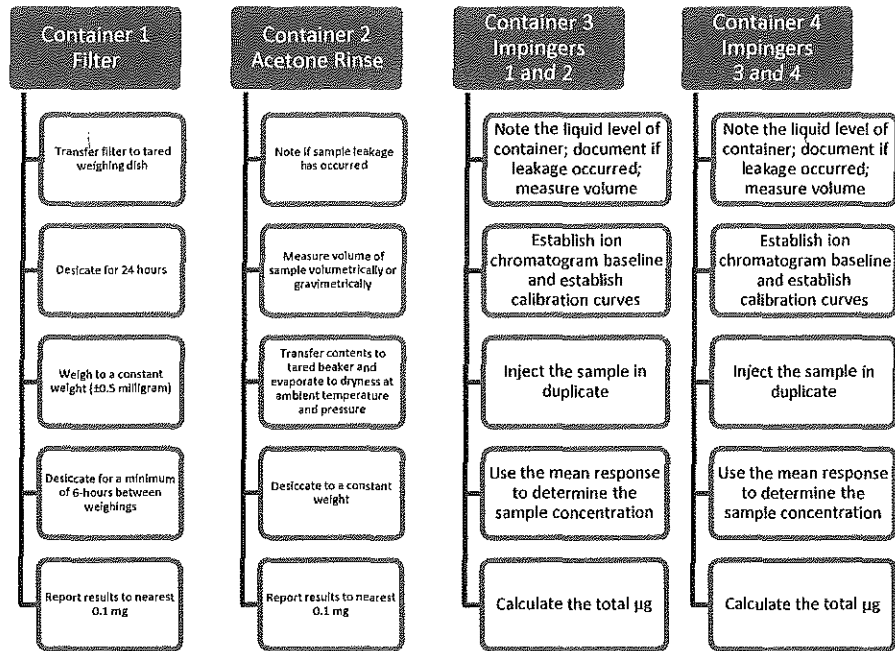 Container 1
Filter
Transfer filter to tared
weighing dish
Desicate for 24 hours
Weigh to a constant
weight (±0.5 milligram)
Desiccate for a minimum
of 6-hours between
weighings
Report results to nearest
0.1 mg
Container 2
Acetone Rinse
Note if sample leakage
has occurred
Measure volume of
sample volumetrically or
gravimetrically
Transfer contents to
tared beaker and
evaporate to dryness at
ambient temperature
and pressure
Desiccate to a constant
weight
Report results to nearest
0.1 mg
Container 3
Impingers
1 and 2
Note the liquid level of
container; document if
leakage occurred;
measure volume
Establish ion
chromatogram baseline
and establish
calibration curves
Inject the sample in
duplicate
Use the mean response
to determine the
sample concentration
Calculate the total µg
Container 4
Impingers
3 and 4
Note the liquid level of
container; document if
leakage occurred;
measure volume
Establish ion
chromatogram baseline
and establish
calibration curves
Inject the sample in
duplicate
Use the mean response
to determine the
sample concentration
Calculate the total µg